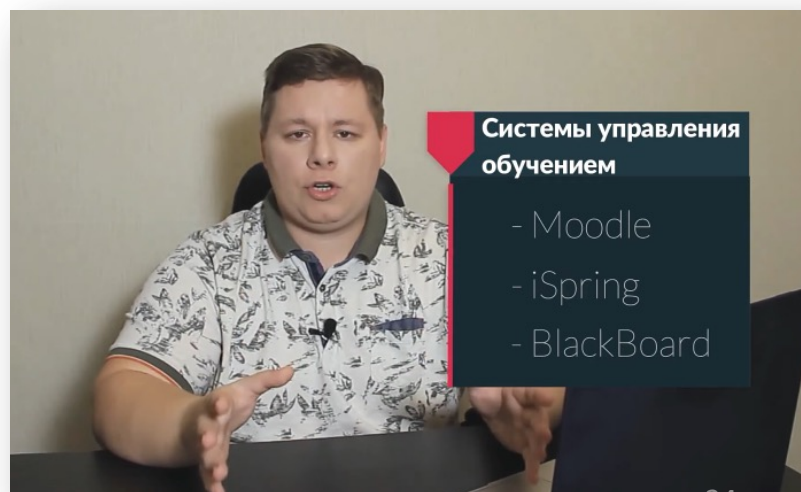 Системы управления
обучением
- Moodle
- iSpring
- BlackBoard